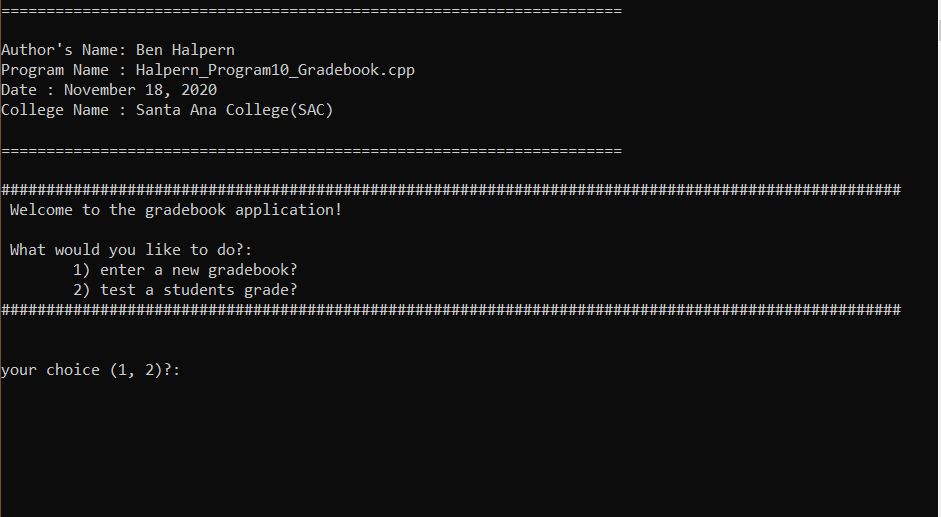 =====================================================================
Author's Name: Ben Halpern
Program Name : Halpern_Program10_Gradebook.cpp
Date : November 18, 2020
College Name : Santa Ana College(SAC)
=====================================================================
####################################################################################################
Welcome to the gradebook application!
What would you like to do?:
1) enter a new gradebook?
2) test a students grade?
####################################################################################################
your choice (1, 2)?: